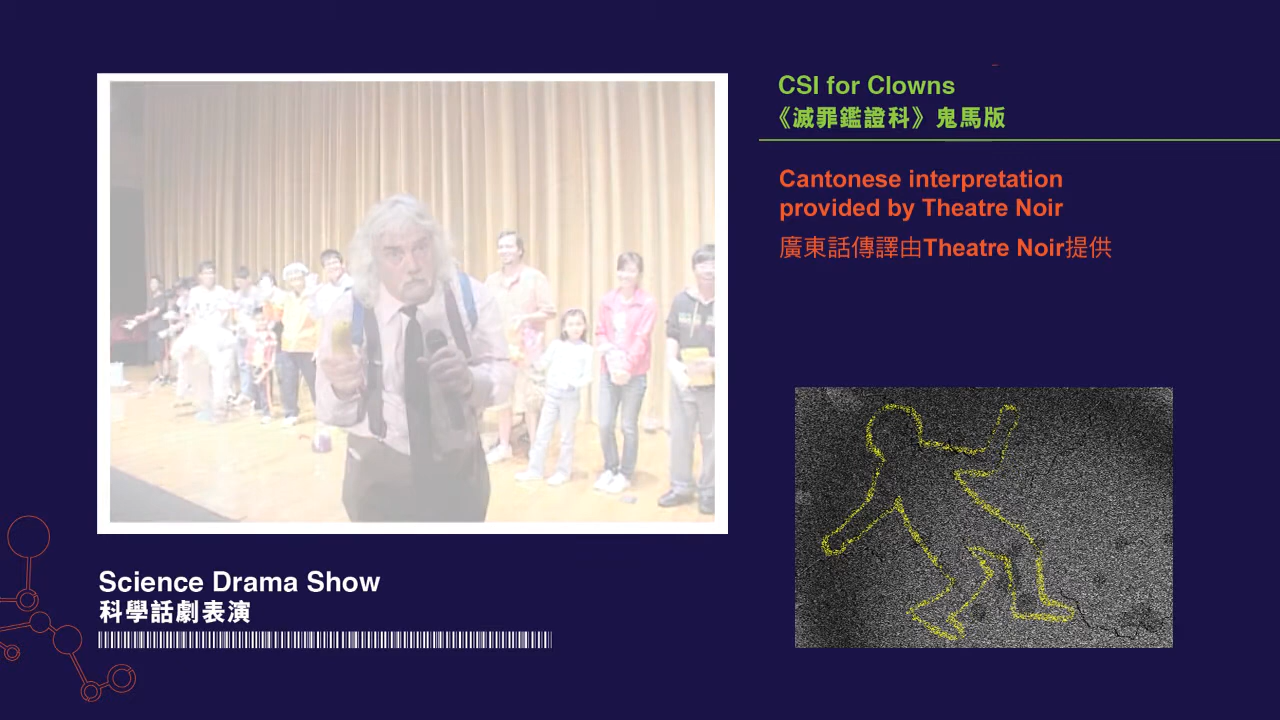 CSI for Clowns
《滅罪鑑證科》鬼馬版
Cantonese interpretation
provided by Theatre Noir
廣東話傳譯由Theatre Noir提供
Science Drama Show
科學話劇表演